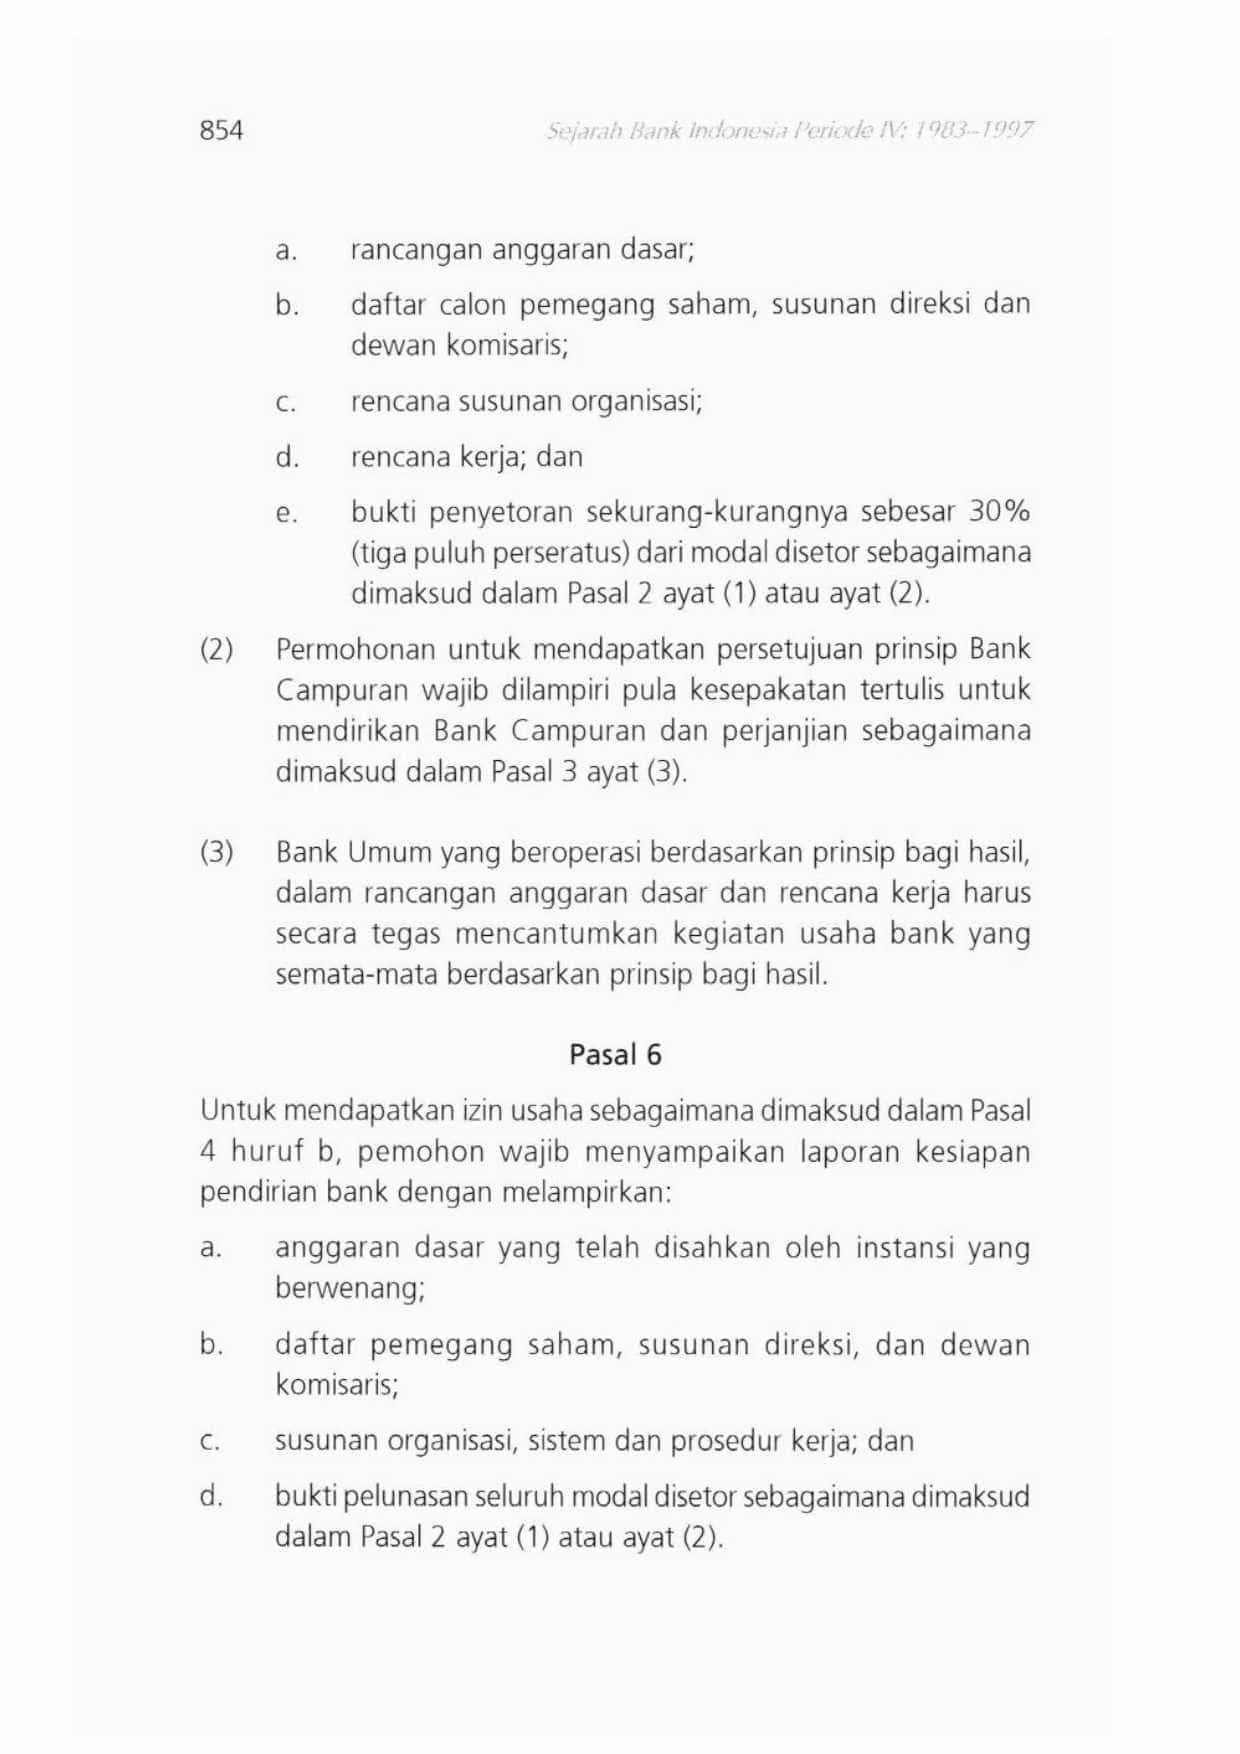 854 Sejarah Bank Indonesia Periode IV: 1983–1997
a. rancangan anggaran dasar;
b. daftar calon pemegang saham, susunan direksi dan
dewan komisaris;
c. rencana susunan organisasi;
d. rencana kerja; dan
e. bukti penyetoran sekurang-kurangnya sebesar 30%
(tiga puluh perseratus) dari modal disetor sebagaimana
dimaksud dalam Pasal 2 ayat (1) atau ayat (2).
(2) Permohonan untuk mendapatkan persetujuan prinsip Bank
Campuran wajib dilampiri pula kesepakatan tertulis untuk
mendirikan Bank Campuran dan perjanjian sebagaimana
dimaksud dalam Pasal 3 ayat (3).
(3) Bank Umum yang beroperasi berdasarkan prinsip bagi hasil,
dalam rancangan anggaran dasar dan rencana kerja harus
secara tegas mencantumkan kegiatan usaha bank yang
semata-mata berdasarkan prinsip bagi hasil.
Pasal 6
Untuk mendapatkan izin usaha sebagaimana dimaksud dalam Pasal
4 huruf b, pemohon wajib menyampaikan laporan kesiapan
pendirian bank dengan melampirkan:
a. anggaran dasar yang telah disahkan oleh instansi yang
berwenang;
b. daftar pemegang saham, susunan direksi, dan dewan
komisaris;
c. susunan organisasi, sistem dan prosedur kerja; dan
d. bukti pelunasan seluruh modal disetor sebagaimana dimaksud
dalam Pasal 2 ayat (1) atau ayat (2).